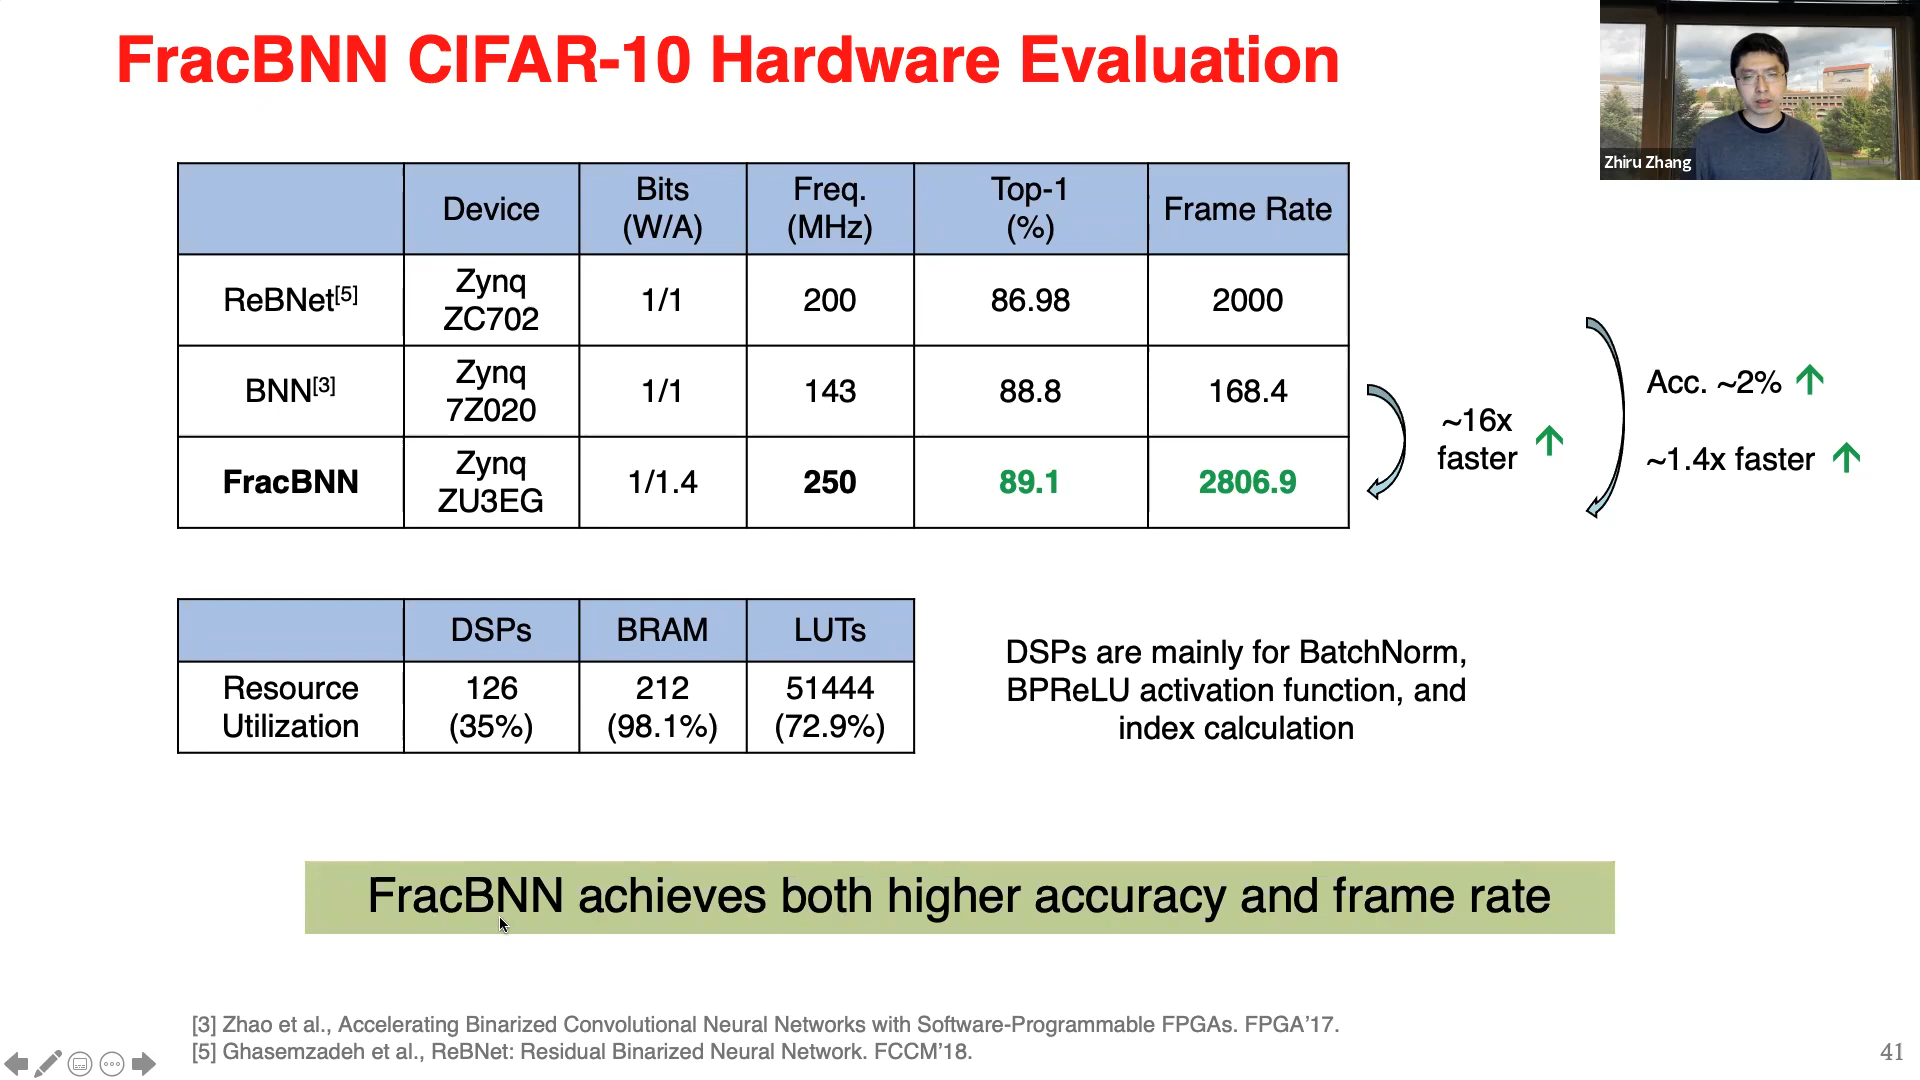 FracBNN CIFAR-10 Hardware Evaluation
Zhiru Zhang
Device
Bits
(W/A)
Freq.
(MHz)
Top-1
(%)
Frame Rate
ReBNet[5]
Zynq
ZC702
1/1
200
86.98
2000
BNN[3]
Zynq
7Z020
1/1
143
88.8
168.4
FracBNN
Zynq
ZU3EG
1/1.4
250
89.1
2806.9
~16x
faster
Acc. ~2%
~1.4x faster
DSPs
BRAM
LUTs
Resource
Utilization
126
(35%)
212
(98.1%)
51444
(72.9%)
DSPs are mainly for BatchNorm,
BPReLU activation function, and
index calculation
FracBNN achieves both higher accuracy and frame rate
[3] Zhao et al., Accelerating Binarized Convolutional Neural Networks with Software-Programmable FPGAs. FPGA’17.
[5] Ghasemzadeh et al., ReBNet: Residual Binarized Neural Network. FCCM’18.
41